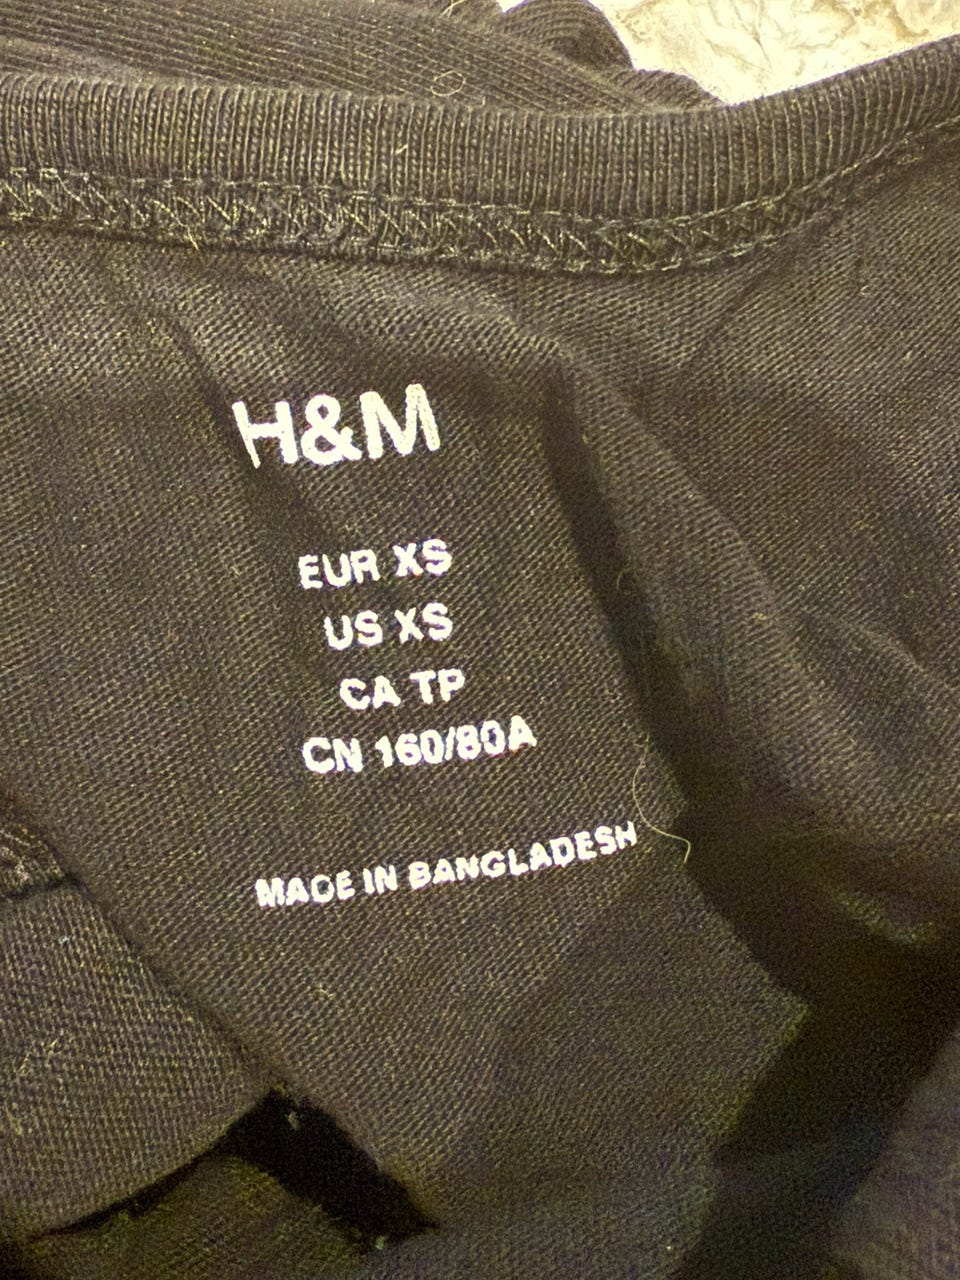 H&M
EUR XS
US XS
CA TP
CN 160/80A
MADE IN BANGLADESH